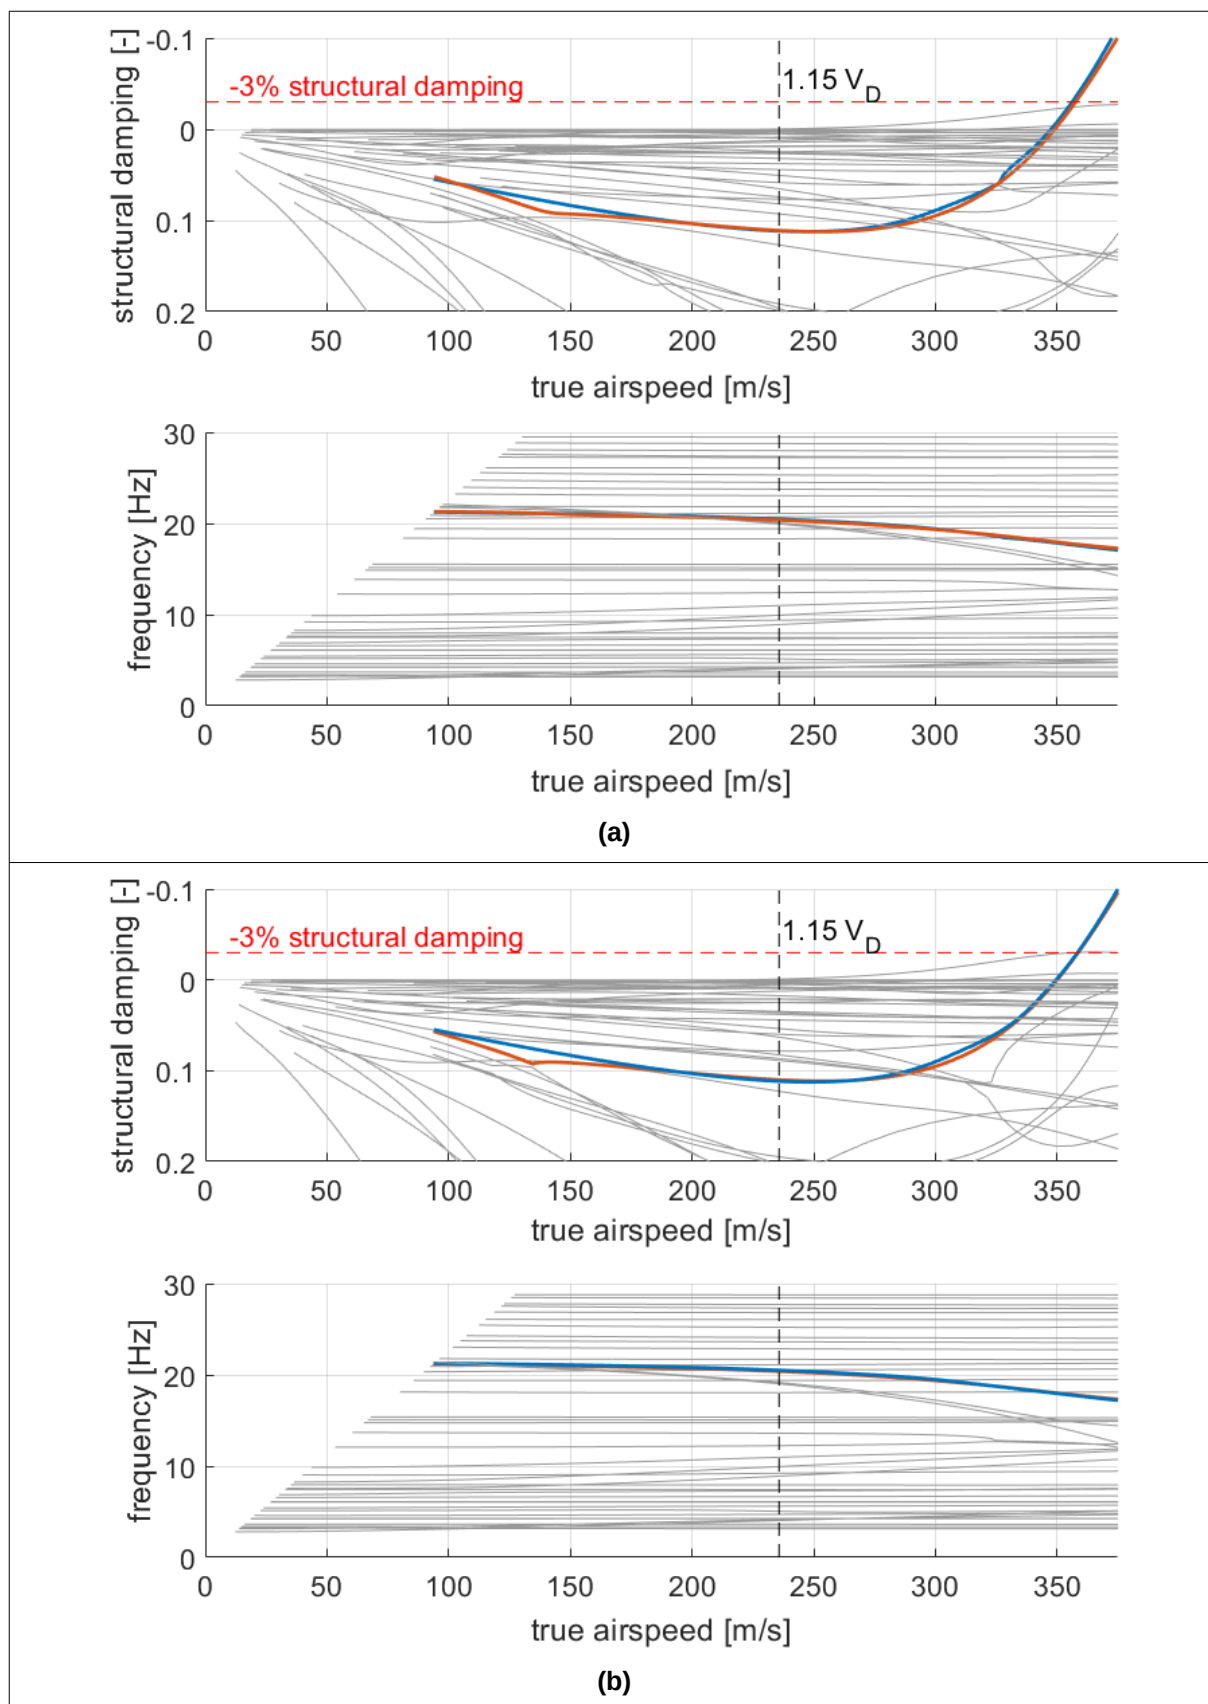 structural damping [-]
-0.1
0
0.1
0.2
-3% structural damping
1.15 V_D
0 50 100 150 200 250 300 350
true airspeed [m/s]
frequency [Hz]
30
20
10
0
0 50 100 150 200 250 300 350
true airspeed [m/s]
(a)
structural damping [-]
-0.1
0
0.1
0.2
-3% structural damping
1.15 V_D
0 50 100 150 200 250 300 350
true airspeed [m/s]
frequency [Hz]
30
20
10
0
0 50 100 150 200 250 300 350
true airspeed [m/s]
(b)